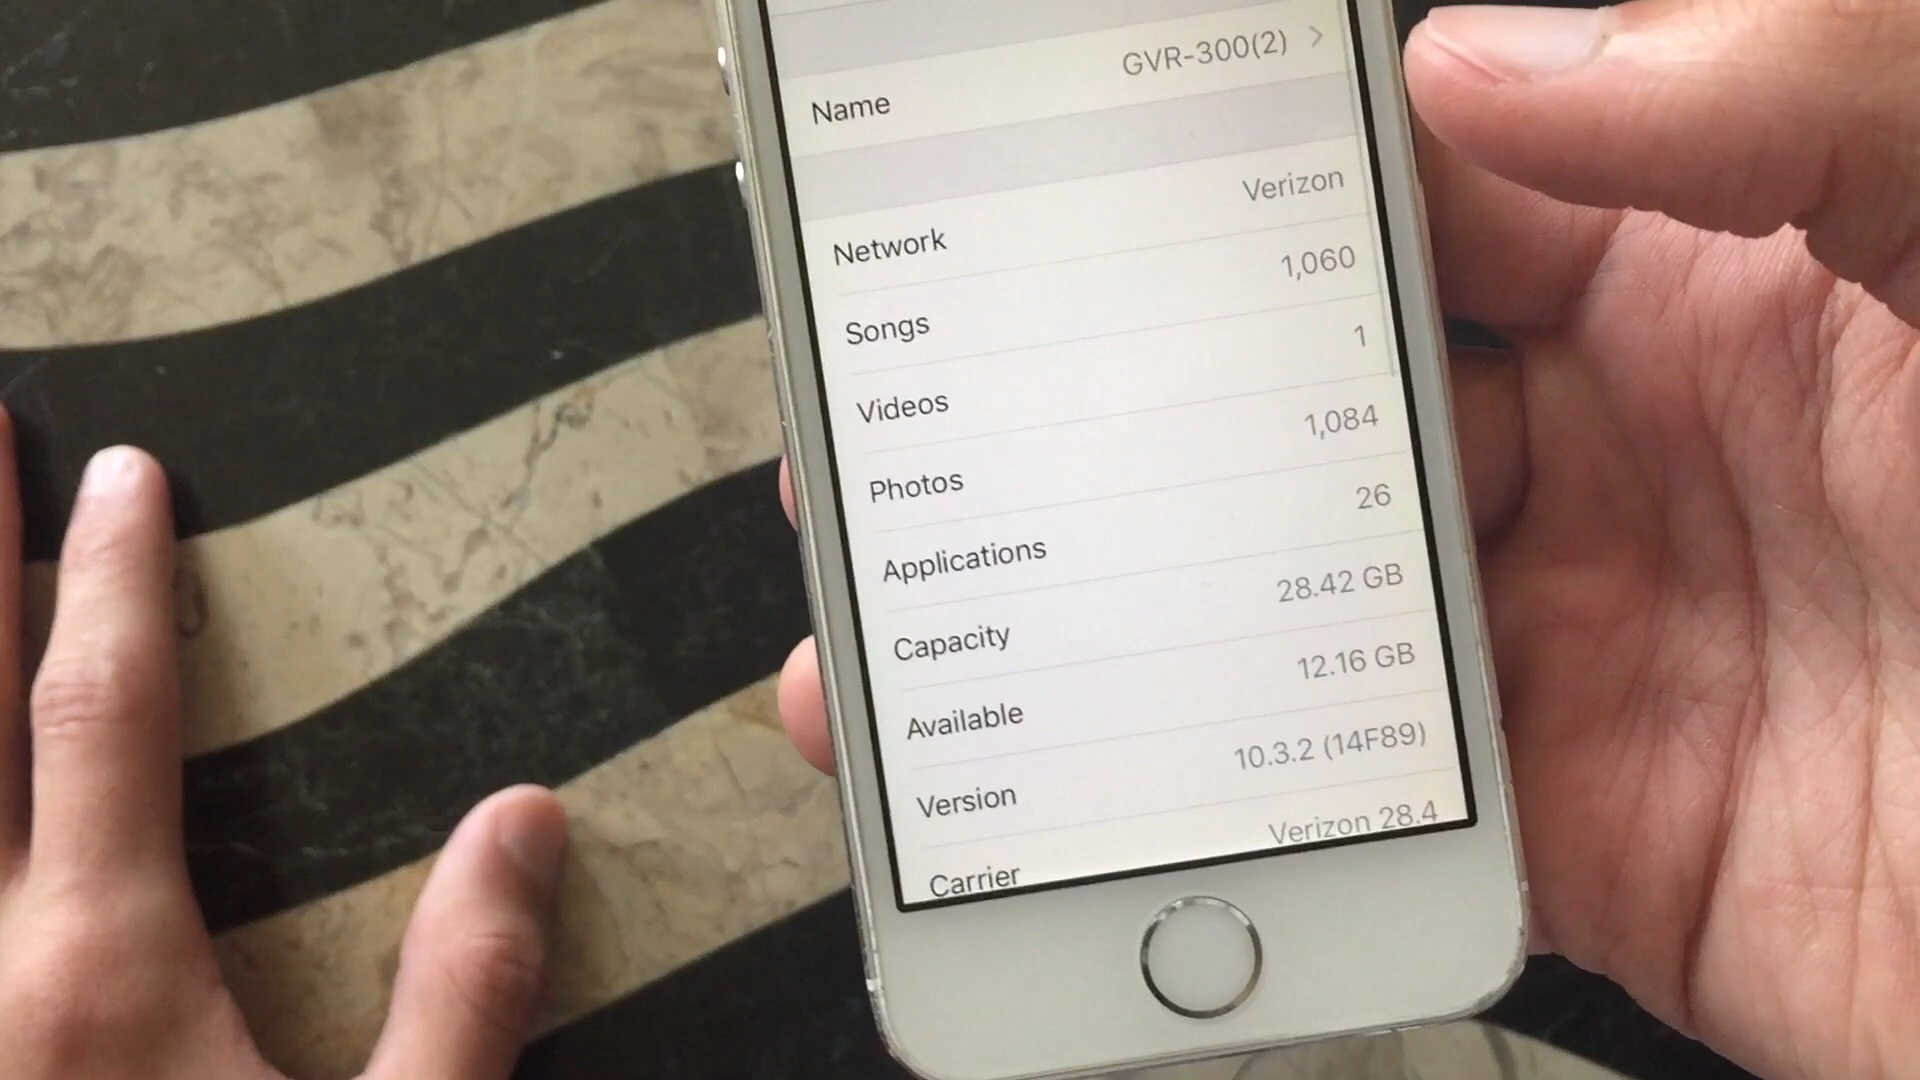 Name GVR-300(2)
Network Verizon
Songs 1,060
Videos 1
Photos 1,084
Applications 26
Capacity 28.42 GB
Available 12.16 GB
Version 10.3.2 (14F89)
Carrier Verizon 28.4